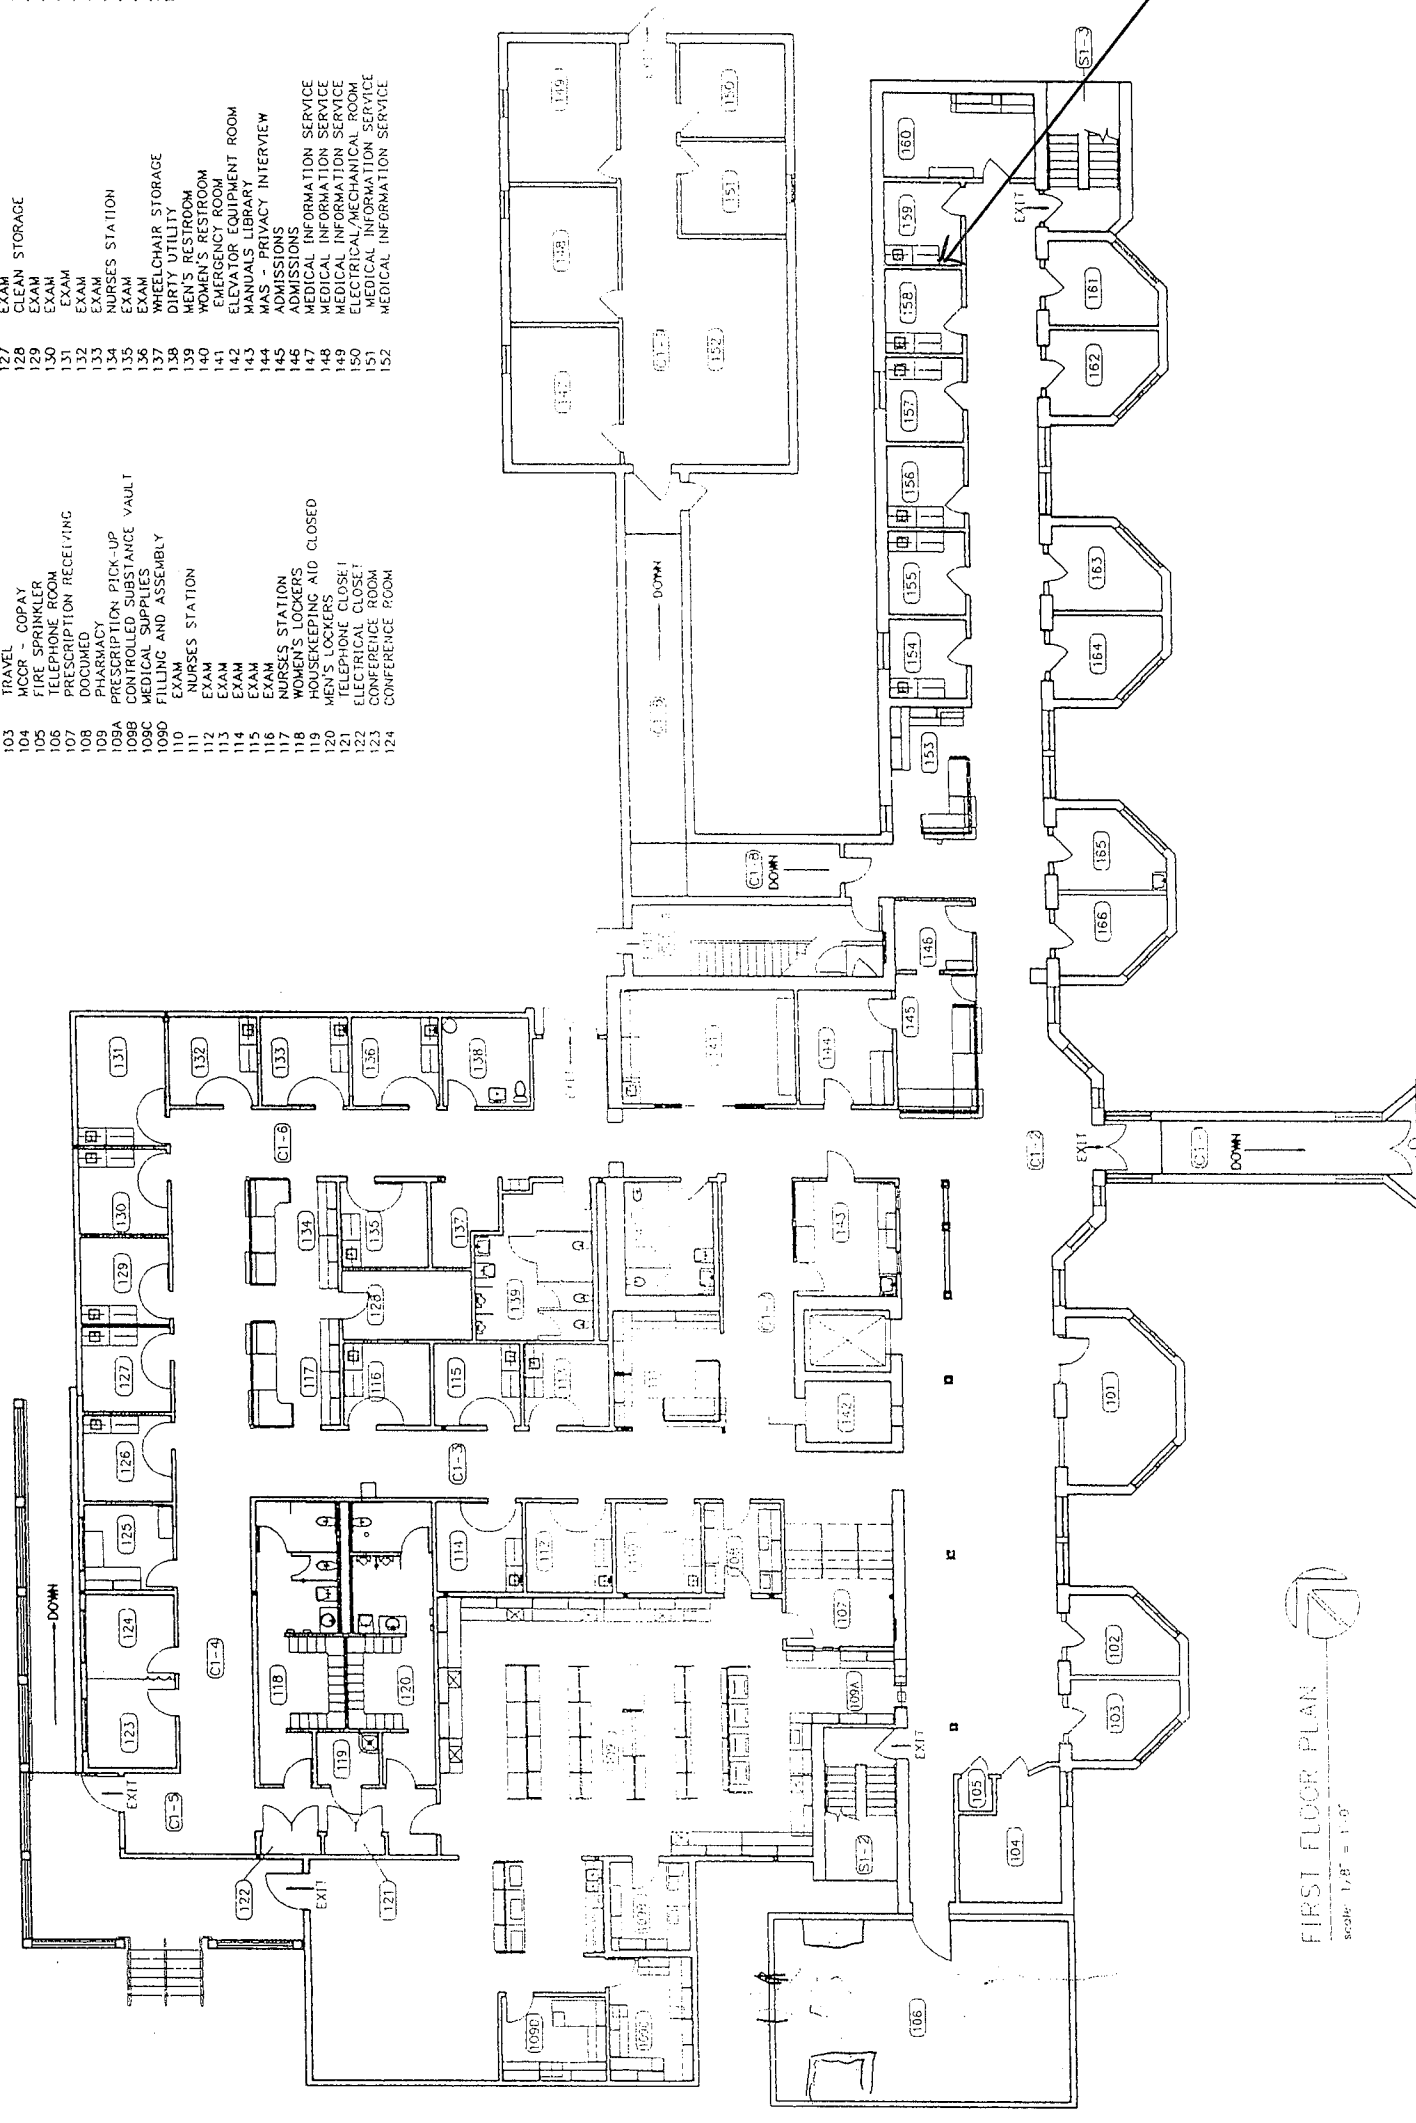 103 TRAVEL
104 MCCR - COPAY
105 FIRE SPRINKLER
106 TELEPHONE ROOM
107 PRESCRIPTION RECEIVING
108 DOCUMED
109 PHARMACY
109A PRESCRIPTION PICK-UP
109B CONTROLLED SUBSTANCE VAULT
109C MEDICAL SUPPLIES
109D FILLING AND ASSEMBLY
110 EXAM
111 NURSES STATION
112 EXAM
113 EXAM
114 EXAM
115 EXAM
116 EXAM
117 NURSES STATION
118 WOMEN'S LOCKERS
119 HOUSEKEEPING AID CLOSED
120 MEN'S LOCKERS
121 TELEPHONE CLOSET
122 ELECTRICAL CLOSET
123 CONFERENCE ROOM
124 CONFERENCE ROOM
127 EXAM
128 CLEAN STORAGE
129 EXAM
130 EXAM
131 EXAM
132 EXAM
133 EXAM
134 NURSES STATION
135 EXAM
136 EXAM
137 WHEELCHAIR STORAGE
138 DIRTY UTILITY
139 MEN'S RESTROOM
140 WOMEN'S RESTROOM
141 EMERGENCY ROOM
142 ELEVATOR EQUIPMENT ROOM
143 MANUALS LIBRARY
144 MAS - PRIVACY INTERVIEW
145 ADMISSIONS
146 ADMISSIONS
147 MEDICAL INFORMATION SERVICE
148 MEDICAL INFORMATION SERVICE
149 MEDICAL INFORMATION SERVICE
150 ELECTRICAL/MECHANICAL ROOM
151 MEDICAL INFORMATION SERVICE
152 MEDICAL INFORMATION SERVICE
DOWN
EXIT
C1-5
122
EXIT
121
123
124
125
126
127
129
130
131
C1-4
118
120
119
117
134
C1-6
132
133
136
138
116
115
128
135
137
139
114
112
107
109A
109D
106
S1-2
EXIT
104
105
103
102
101
142
143
144
145
146
C1-2
EXIT
C1-1
DOWN
C1-8
DOWN
DOWN
149
148
150
151
152
153
154
155
156
157
158
159
160
EXIT
S1-3
161
162
163
164
165
166
FIRST FLOOR PLAN
scale: 1/8" = 1'-0"